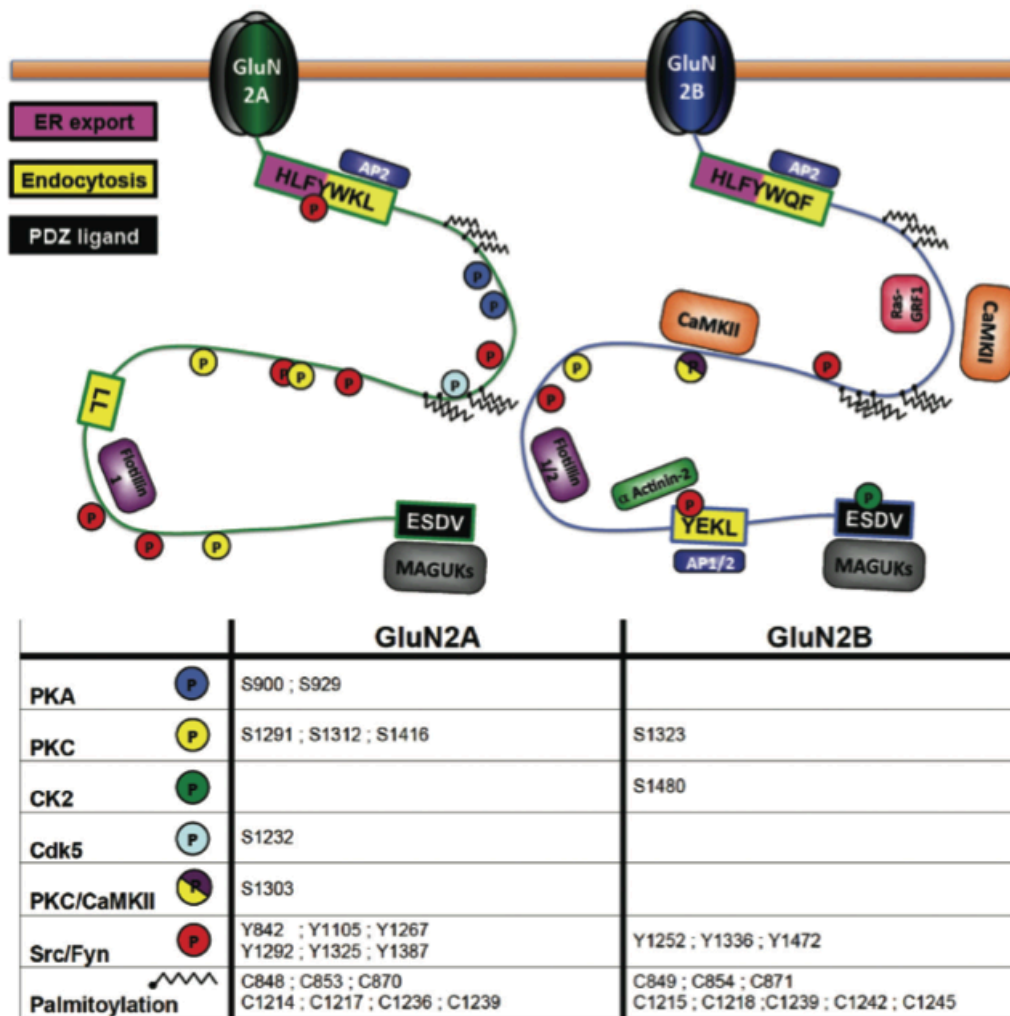 GluN
2A
GluN
2B
ER export
Endocytosis
PDZ ligand
HLFYWKL
AP2
P
HLFYWQF
AP2
P
P
Ras-
GRF1
CaMKII
CaMKII
P
P
P
P
P
P
P
P
P
P
P
LL
Flotillin
1
Flotillin
1/2
α Actinin-2
P
P
P
P
P
ESDV
YEKL
ESDV
MAGUKs
AP1/2
MAGUKs
GluN2A GluN2B
PKA P S900 ; S929
PKC P S1291 ; S1312 ; S1416 S1323
CK2 P S1480
Cdk5 P S1232
PKC/CaMKII P S1303
Src/Fyn P Y842 ; Y1105 ; Y1267
Y1292 ; Y1325 ; Y1387 Y1252 ; Y1336 ; Y1472
Palmitoylation C848 ; C853 ; C870 C849 ; C854 ; C871
C1214 ; C1217 ; C1236 ; C1239 C1215 ; C1218 ;C1239 ; C1242 ; C1245